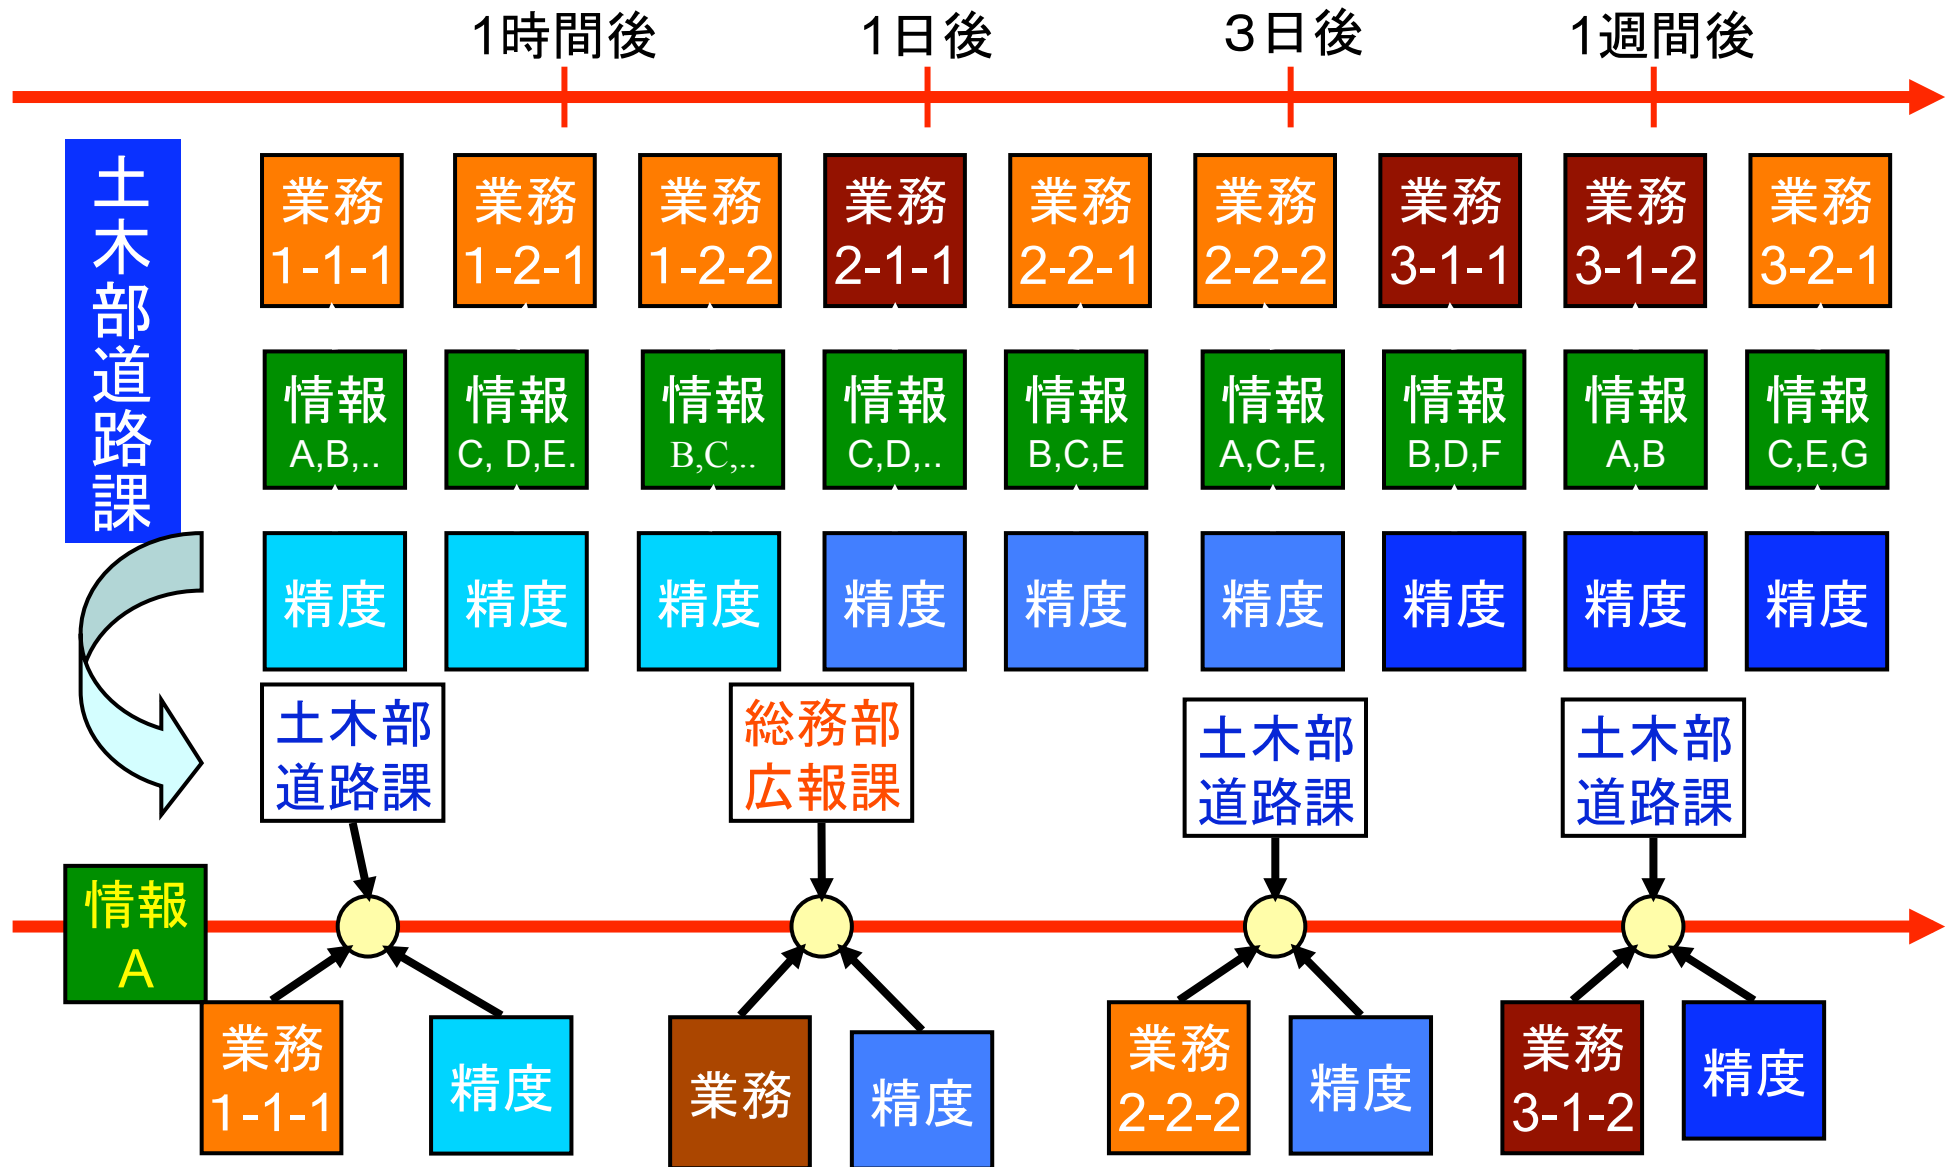 1時間後
1日後
3日後
1週間後
土木部道路課
業務
1-1-1
業務
1-2-1
業務
1-2-2
業務
2-1-1
業務
2-2-1
業務
2-2-2
業務
3-1-1
業務
3-1-2
業務
3-2-1
情報
A,B,..
情報
C, D,E.
情報
B,C,..
情報
C,D,..
情報
B,C,E
情報
A,C,E,
情報
B,D,F
情報
A,B
情報
C,E,G
精度
精度
精度
精度
精度
精度
精度
精度
精度
土木部
道路課
総務部
広報課
土木部
道路課
土木部
道路課
情報
A
業務
1-1-1
精度
業務
精度
業務
2-2-2
精度
業務
3-1-2
精度